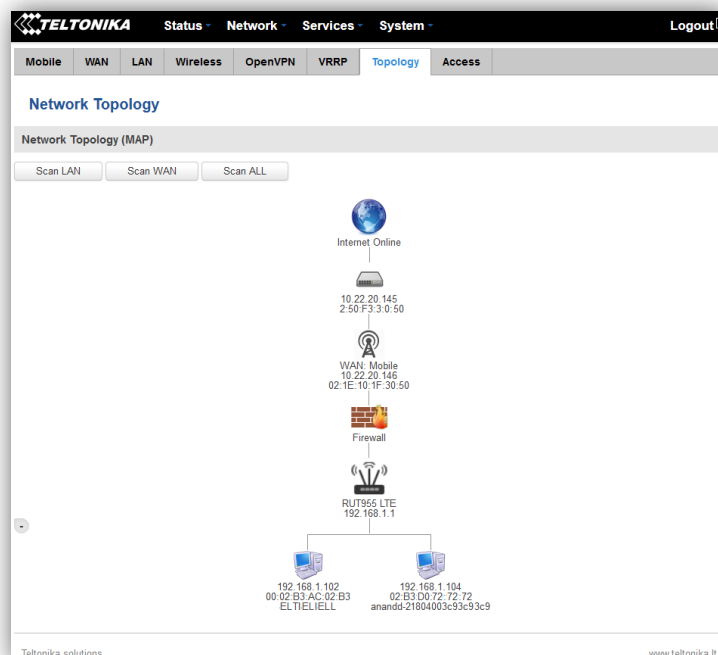 TELTONIKA Status Network Services System Logout
Mobile WAN LAN Wireless OpenVPN VRRP Topology Access
Network Topology
Network Topology (MAP)
Scan LAN Scan WAN Scan ALL
Internet Online
10.22.20.145
2:50:F3:3:0:50
WAN: Mobile
10.22.20.146
02:1E:10:1F:30:50
Firewall
RUT955 LTE
192.168.1.1
-
192.168.1.102 192.168.1.104
00:02:B3:AC:02:B3 02:B3:D0:72:72:72
ELTIELIELL anandd-21804003c93c93c9
Teltonika solutions www.teltonika.lt